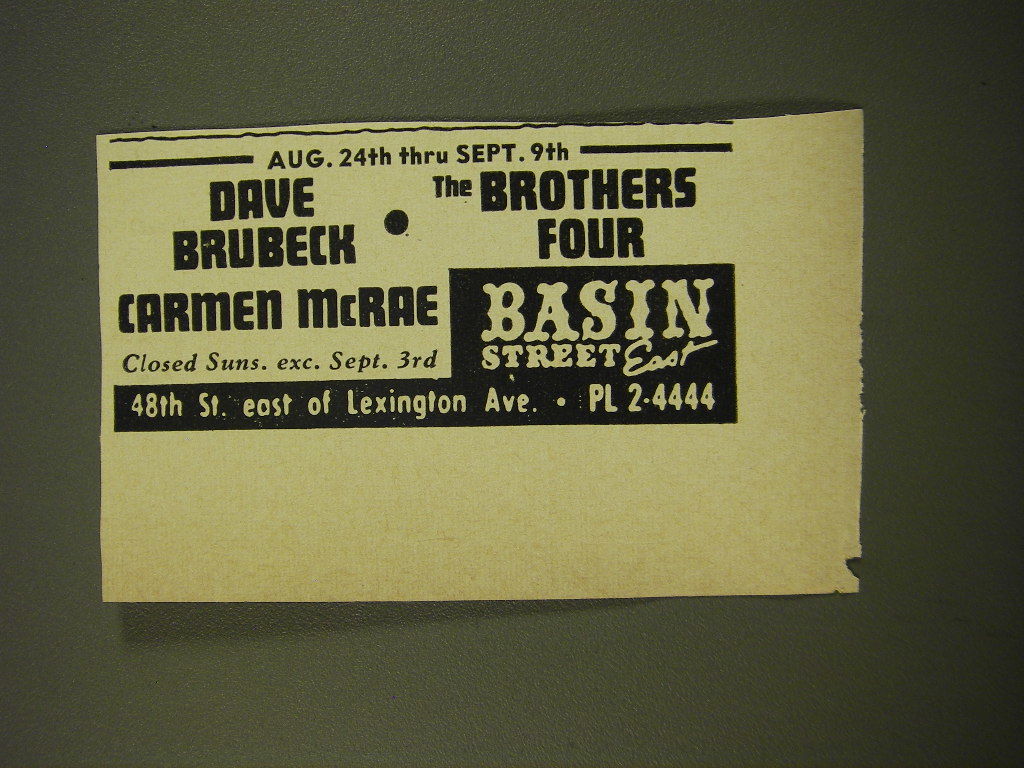 AUG. 24th thru SEPT. 9th
DAVE
BRUBECK
The BROTHERS
FOUR
CARMEN McRAE
Closed Suns. exc. Sept. 3rd
BASIN
STREET East
48th St. east of Lexington Ave. • PL 2-4444